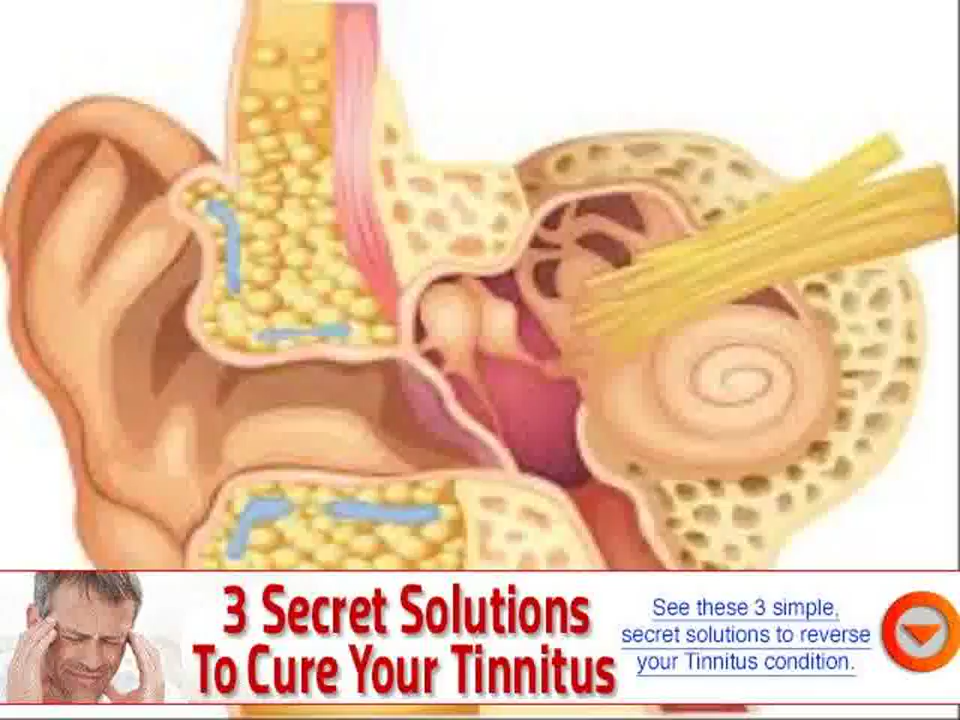 3 Secret Solutions
To Cure Your Tinnitus
See these 3 simple,
secret solutions to reverse
your Tinnitus condition.